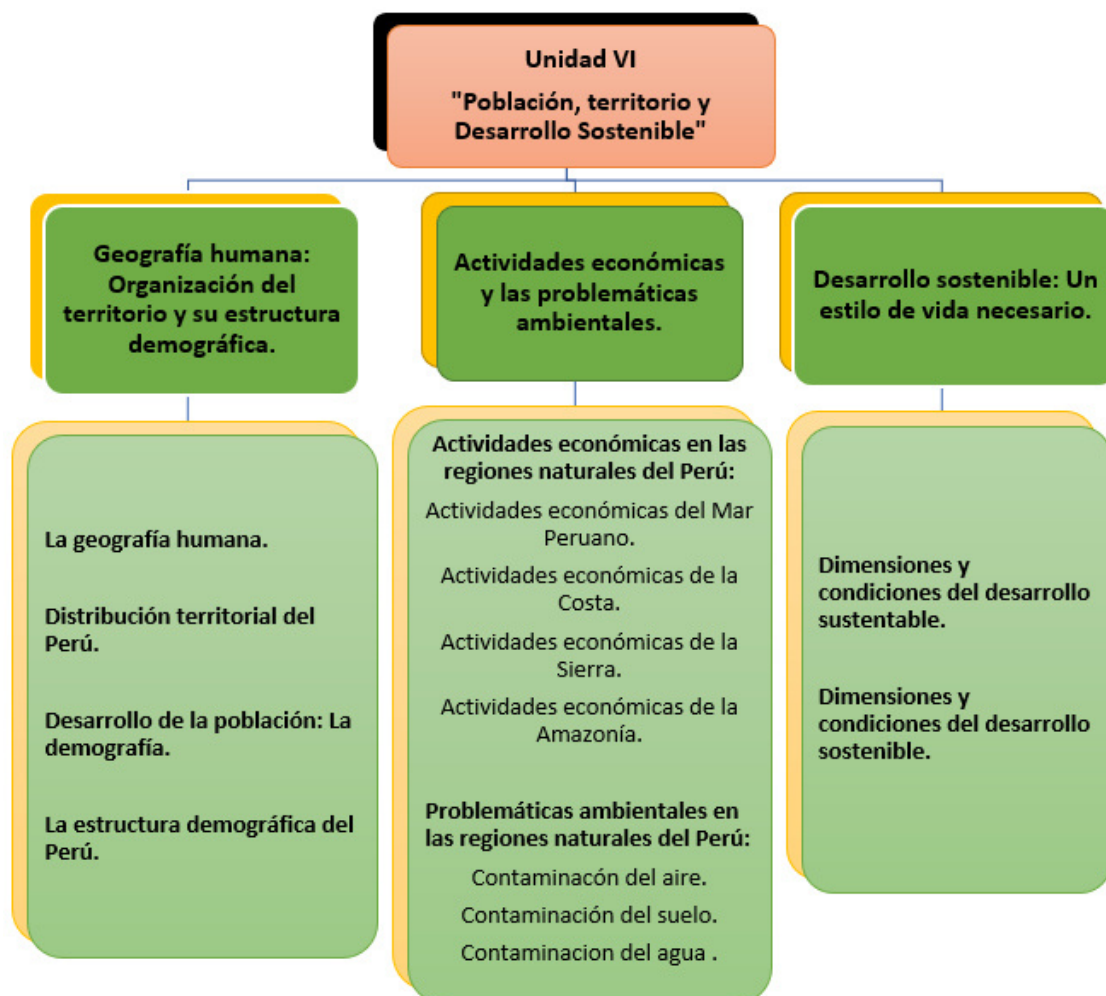 Unidad VI
"Población, territorio y
Desarrollo Sostenible"
Geografía humana:
Organización del
territorio y su estructura
demográfica.
Actividades económicas
y las problemáticas
ambientales.
Desarrollo sostenible: Un
estilo de vida necesario.
La geografía humana.
Distribución territorial del
Perú.
Desarrollo de la población: La
demografía.
La estructura demográfica del
Perú.
Actividades económicas en las
regiones naturales del Perú:
Actividades económicas del Mar
Peruano.
Actividades económicas de la
Costa.
Actividades económicas de la
Sierra.
Actividades económicas de la
Amazonía.
Problemáticas ambientales en
las regiones naturales del Perú:
Contaminacón del aire.
Contaminación del suelo.
Contaminacion del agua .
Dimensiones y
condiciones del desarrollo
sustentable.
Dimensiones y
condiciones del desarrollo
sostenible.